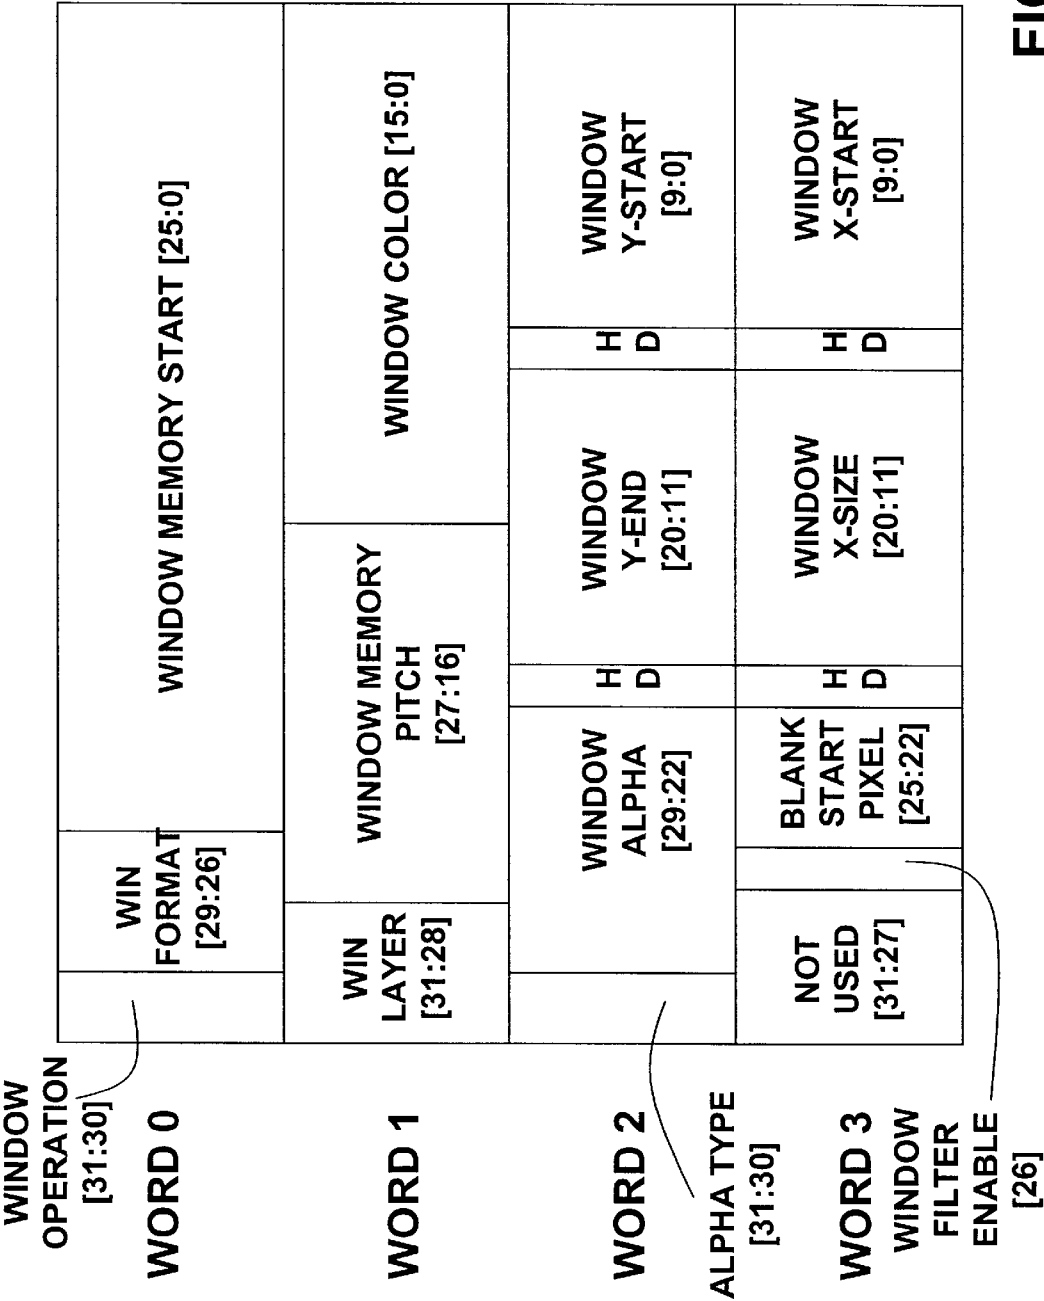 WINDOW
OPERATION
[31:30]
WORD 0
WIN
FORMAT
[29:26]
WINDOW MEMORY START [25:0]
WORD 1
WIN
LAYER
[31:28]
WINDOW MEMORY
PITCH
[27:16]
WINDOW COLOR [15:0]
WORD 2
ALPHA TYPE
[31:30]
WINDOW
ALPHA
[29:22]
H
D
WINDOW
Y-END
[20:11]
H
D
WINDOW
Y-START
[9:0]
WORD 3
WINDOW
FILTER
ENABLE
[26]
NOT
USED
[31:27]
BLANK
START
PIXEL
[25:22]
H
D
WINDOW
X-SIZE
[20:11]
H
D
WINDOW
X-START
[9:0]